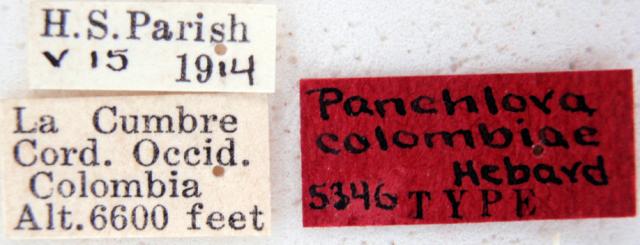 H.S.Parish
V 15 1914
La Cumbre
Cord. Occid.
Colombia
Alt.6600 feet
Panchlora
colombiae
Hebard
5346 TYPE